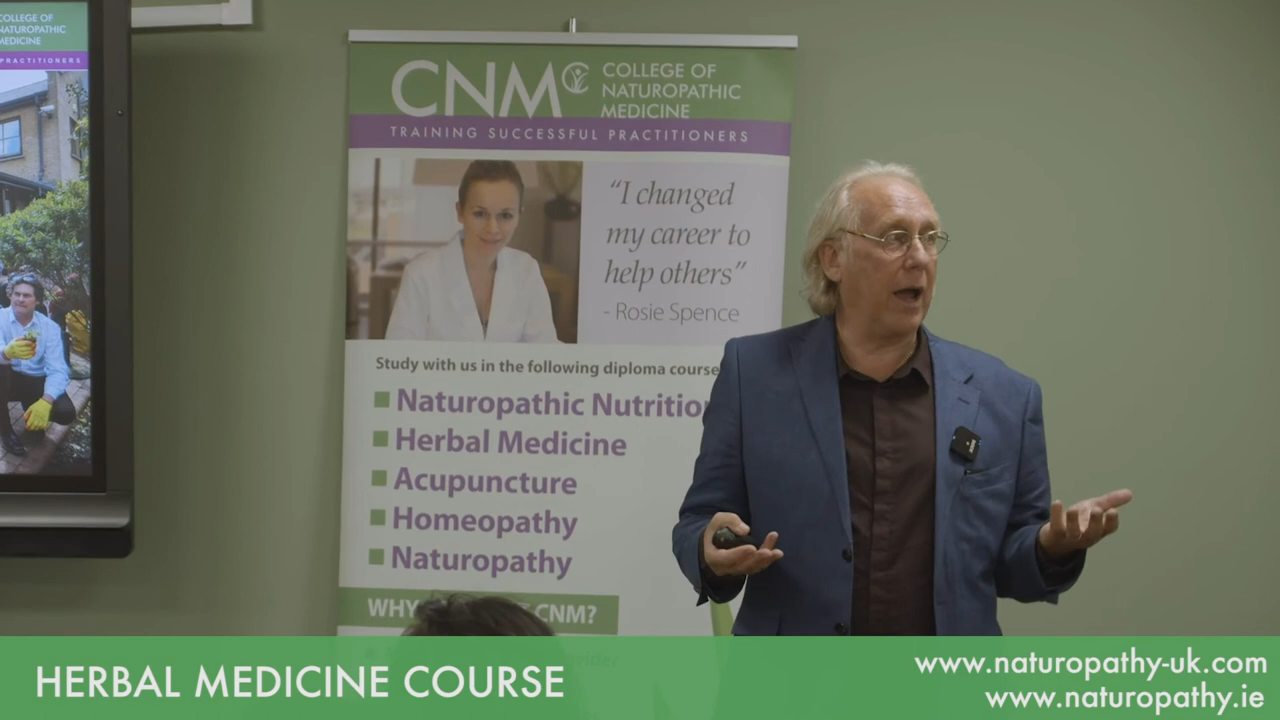 COLLEGE OF
NATUROPATHIC
MEDICINE
PRACTITIONERS
CNM
COLLEGE OF
NATUROPATHIC
MEDICINE
TRAINING SUCCESSFUL PRACTITIONERS
“I changed
my career to
help others”
- Rosie Spence
Study with us in the following diploma course
Naturopathic Nutritio
Herbal Medicine
Acupuncture
Homeopathy
Naturopathy
WHY CNM?
HERBAL MEDICINE COURSE
www.naturopathy-uk.com
www.naturopathy.ie